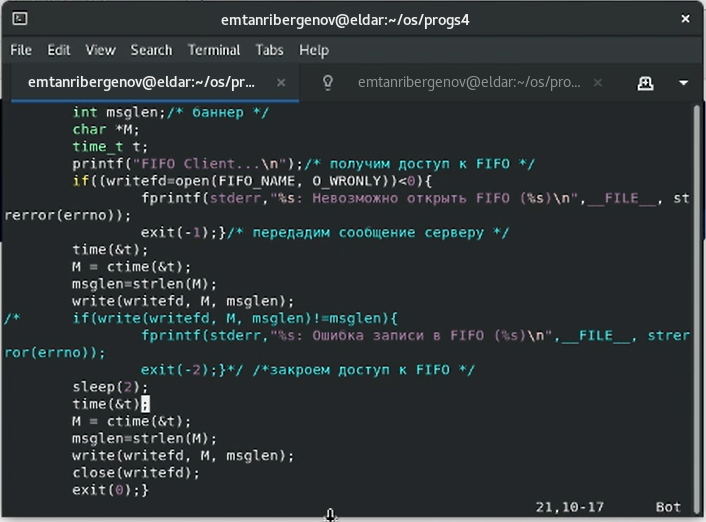 emtanribergenov@eldar:~/os/progs4
File Edit View Search Terminal Tabs Help
emtanribergenov@eldar:~/os/pr... emtanribergenov@eldar:~/os/pro...
int msglen;/* баннер */
char *M;
time_t t;
printf("FIFO Client...\n");/* получим доступ к FIFO */
if((writefd=open(FIFO_NAME, O_WRONLY))<0){
fprintf(stderr,"%s: Невозможно открыть FIFO (%s)\n",__FILE__, st
rerror(errno));
exit(-1);}/* передадим сообщение серверу */
time(&t);
M = ctime(&t);
msglen=strlen(M);
write(writefd, M, msglen);
/* if(write(writefd, M, msglen)!=msglen){
fprintf(stderr,"%s: Ошибка записи в FIFO (%s)\n",__FILE__, strer
ror(errno));
exit(-2);}*/ /*закроем доступ к FIFO */
sleep(2);
time(&t);
M = ctime(&t);
msglen=strlen(M);
write(writefd, M, msglen);
close(writefd);
exit(0);}
21,10-17 Bot